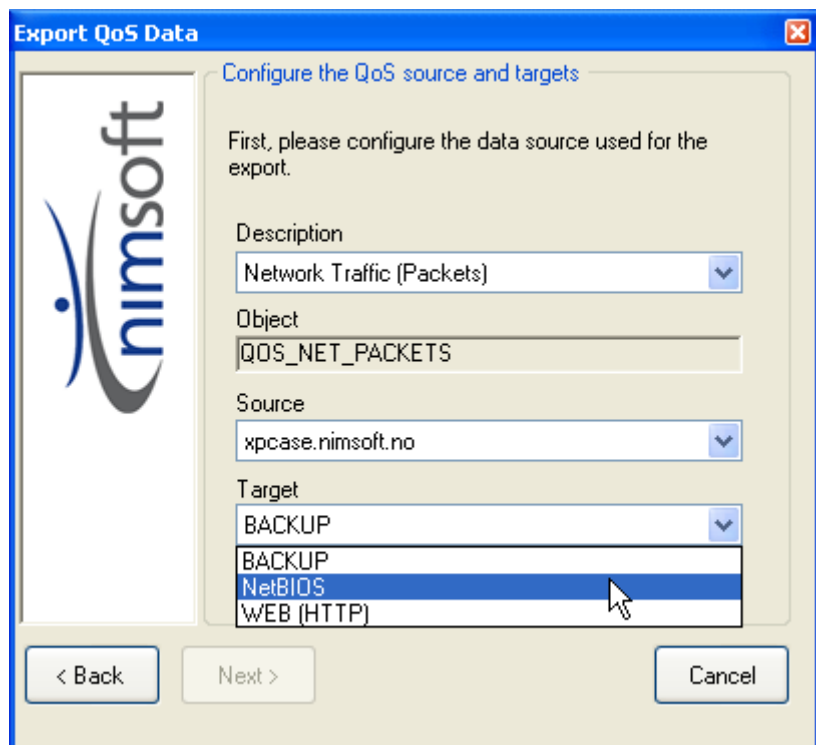 Export QoS Data
nimsoft
Configure the QoS source and targets
First, please configure the data source used for the
export.
Description
Network Traffic (Packets)
Object
QOS_NET_PACKETS
Source
xpcase.nimsoft.no
Target
BACKUP
BACKUP
NetBIOS
WEB (HTTP)
< Back
Next >
Cancel